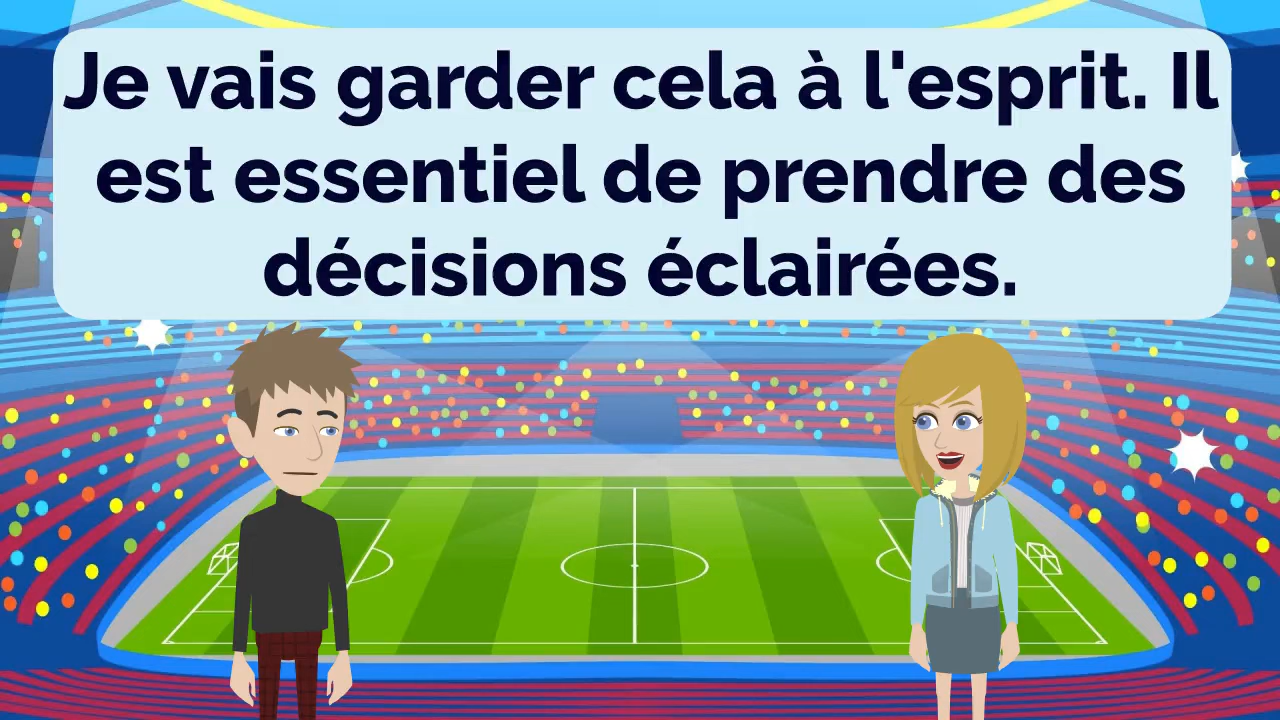 Je vais garder cela à l'esprit. Il
est essentiel de prendre des
décisions éclairées.